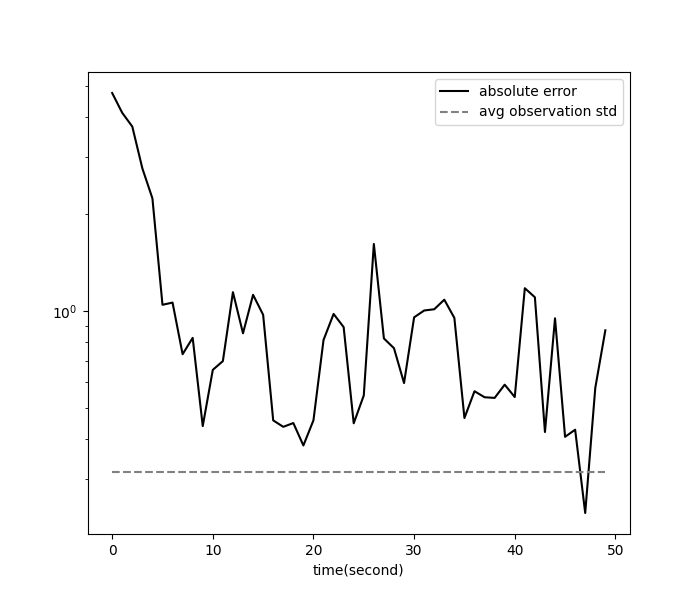 absolute error
avg observation std
10⁰
0 10 20 30 40 50
time(second)